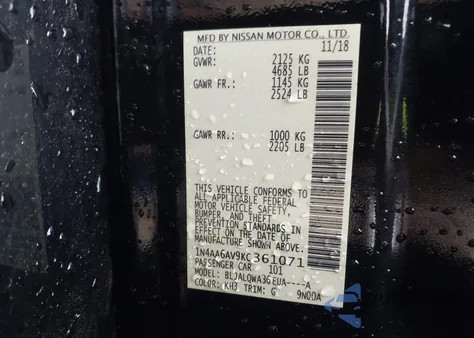 MFD BY NISSAN MOTOR CO., LTD.
DATE: 11/18
GVWR: 2125 KG
4685 LB
GAWR FR.: 1145 KG
2524 LB
GAWR RR.: 1000 KG
2205 LB
THIS VEHICLE CONFORMS TO
ALL APPLICABLE FEDERAL
MOTOR VEHICLE SAFETY,
BUMPER, AND THEFT
PREVENTION STANDARDS IN
EFFECT ON THE DATE OF
MANUFACTURE SHOWN ABOVE.
1N4AA6AV9KC361071
PASSENGER CAR 101
MODEL: BLJALQWA36EUA----A
COLOR: KH3 TRIM: G 9N00A